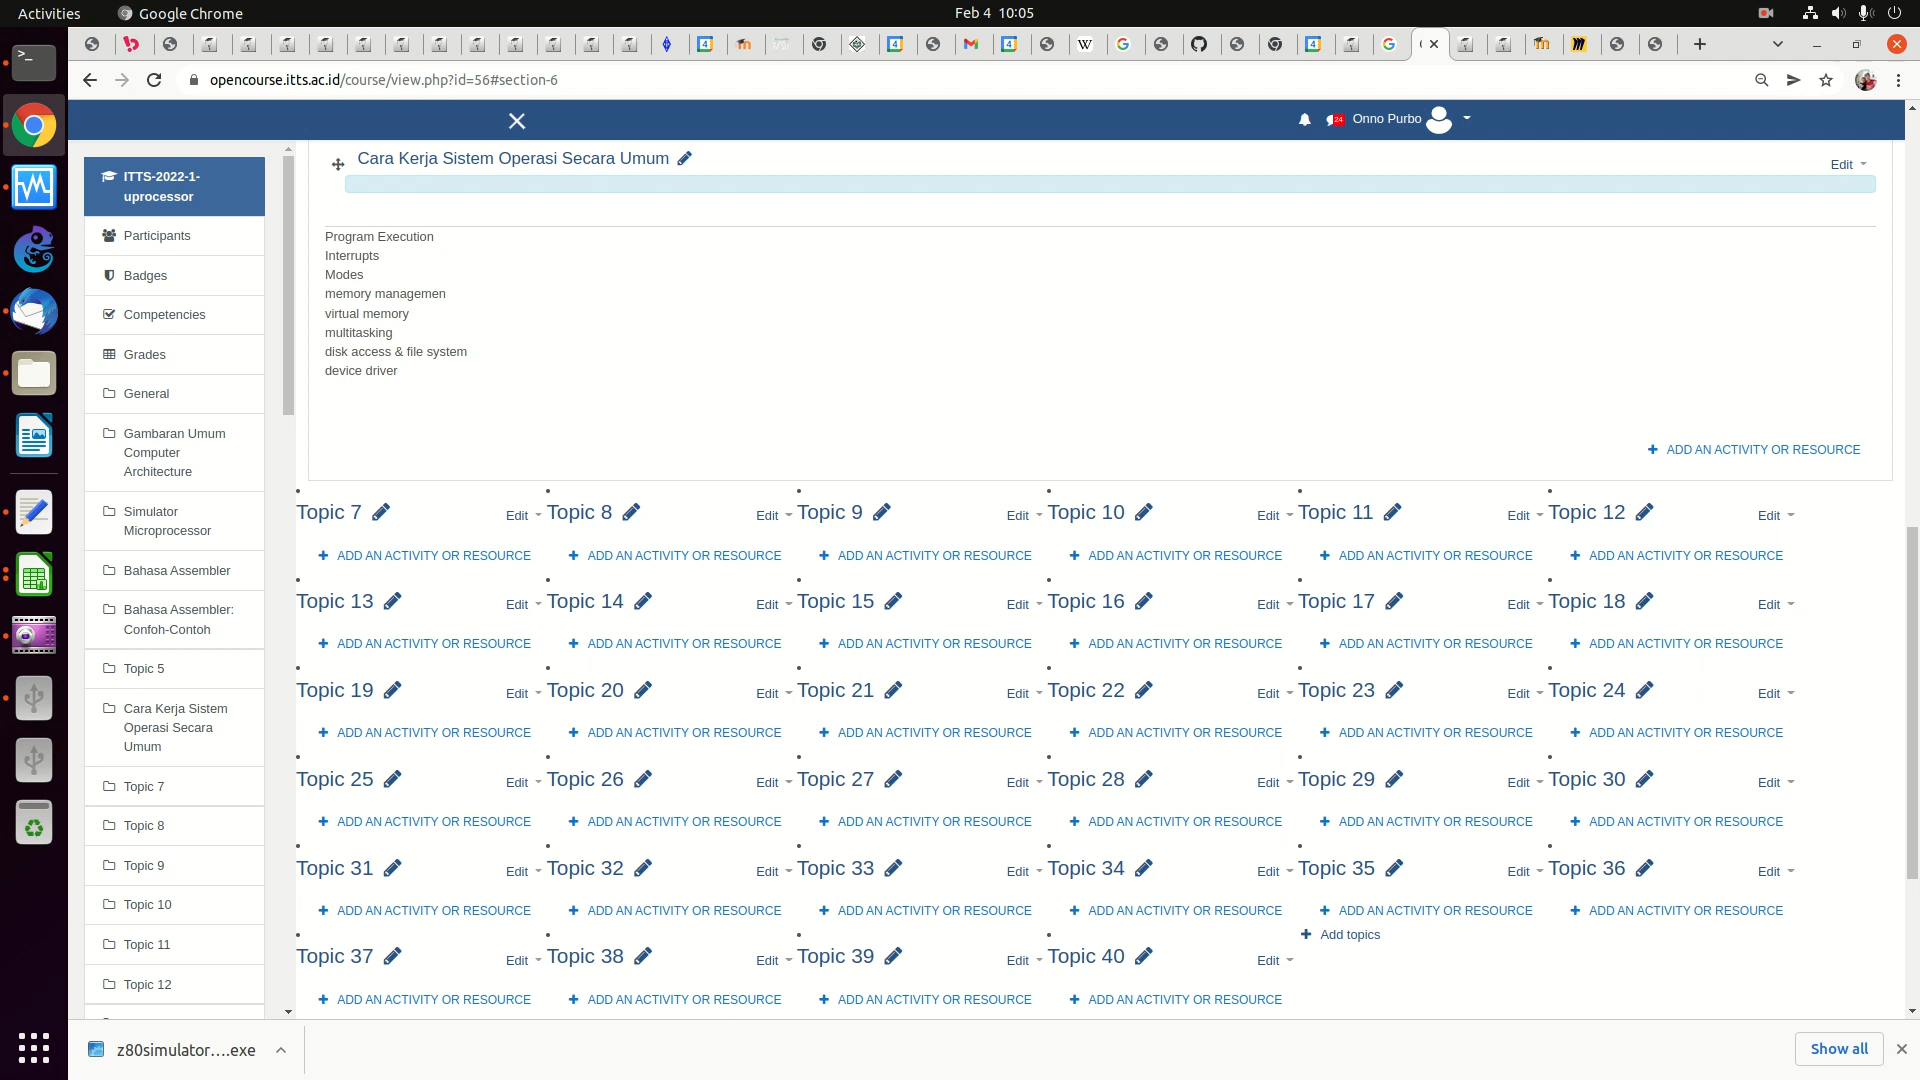 Activities
Google Chrome
Feb 4 10:05
opencourse.itts.ac.id/course/view.php?id=56#section-6
24
Onno Purbo
ITTS-2022-1-
uprocessor
Participants
Badges
Competencies
Grades
General
Gambaran Umum
Computer
Architecture
Simulator
Microprocessor
Bahasa Assembler
Bahasa Assembler:
Confoh-Contoh
Topic 5
Cara Kerja Sistem
Operasi Secara
Umum
Topic 7
Topic 8
Topic 9
Topic 10
Topic 11
Topic 12
Cara Kerja Sistem Operasi Secara Umum
Edit
Program Execution
Interrupts
Modes
memory managemen
virtual memory
multitasking
disk access & file system
device driver
ADD AN ACTIVITY OR RESOURCE
Topic 7 Edit Topic 8 Edit Topic 9 Edit Topic 10 Edit Topic 11 Edit Topic 12 Edit
ADD AN ACTIVITY OR RESOURCE ADD AN ACTIVITY OR RESOURCE ADD AN ACTIVITY OR RESOURCE ADD AN ACTIVITY OR RESOURCE ADD AN ACTIVITY OR RESOURCE ADD AN ACTIVITY OR RESOURCE
Topic 13 Edit Topic 14 Edit Topic 15 Edit Topic 16 Edit Topic 17 Edit Topic 18 Edit
ADD AN ACTIVITY OR RESOURCE ADD AN ACTIVITY OR RESOURCE ADD AN ACTIVITY OR RESOURCE ADD AN ACTIVITY OR RESOURCE ADD AN ACTIVITY OR RESOURCE ADD AN ACTIVITY OR RESOURCE
Topic 19 Edit Topic 20 Edit Topic 21 Edit Topic 22 Edit Topic 23 Edit Topic 24 Edit
ADD AN ACTIVITY OR RESOURCE ADD AN ACTIVITY OR RESOURCE ADD AN ACTIVITY OR RESOURCE ADD AN ACTIVITY OR RESOURCE ADD AN ACTIVITY OR RESOURCE ADD AN ACTIVITY OR RESOURCE
Topic 25 Edit Topic 26 Edit Topic 27 Edit Topic 28 Edit Topic 29 Edit Topic 30 Edit
ADD AN ACTIVITY OR RESOURCE ADD AN ACTIVITY OR RESOURCE ADD AN ACTIVITY OR RESOURCE ADD AN ACTIVITY OR RESOURCE ADD AN ACTIVITY OR RESOURCE ADD AN ACTIVITY OR RESOURCE
Topic 31 Edit Topic 32 Edit Topic 33 Edit Topic 34 Edit Topic 35 Edit Topic 36 Edit
ADD AN ACTIVITY OR RESOURCE ADD AN ACTIVITY OR RESOURCE ADD AN ACTIVITY OR RESOURCE ADD AN ACTIVITY OR RESOURCE ADD AN ACTIVITY OR RESOURCE ADD AN ACTIVITY OR RESOURCE
Add topics
Topic 37 Edit Topic 38 Edit Topic 39 Edit Topic 40 Edit
ADD AN ACTIVITY OR RESOURCE ADD AN ACTIVITY OR RESOURCE ADD AN ACTIVITY OR RESOURCE ADD AN ACTIVITY OR RESOURCE
z80simulator....exe
Show all